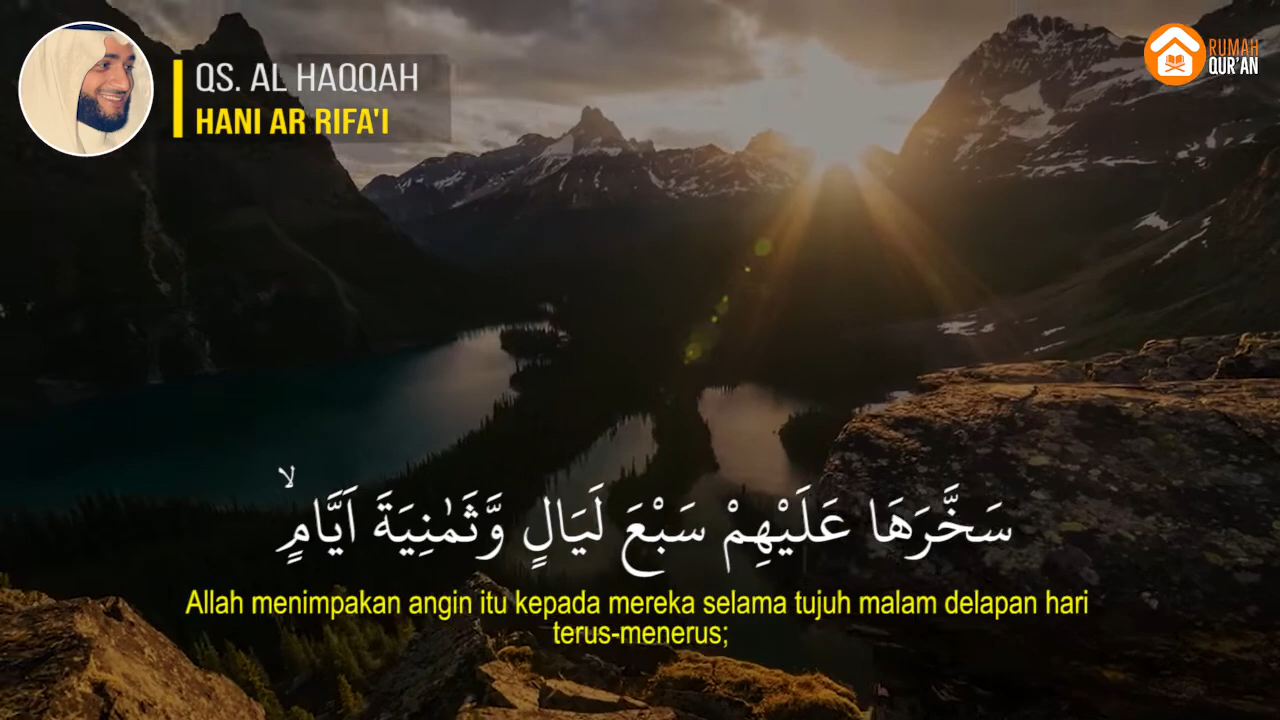 QS. AL HAQQAH
HANI AR RIFA'I
RUMAH
QUR'AN
سَخَّرَهَا عَلَيْهِمْ سَبْعَ لَيَالٍ وَّثَمٰنِيَةَ اَيَّامٍۙ
Allah menimpakan angin itu kepada mereka selama tujuh malam delapan hari
terus-menerus;